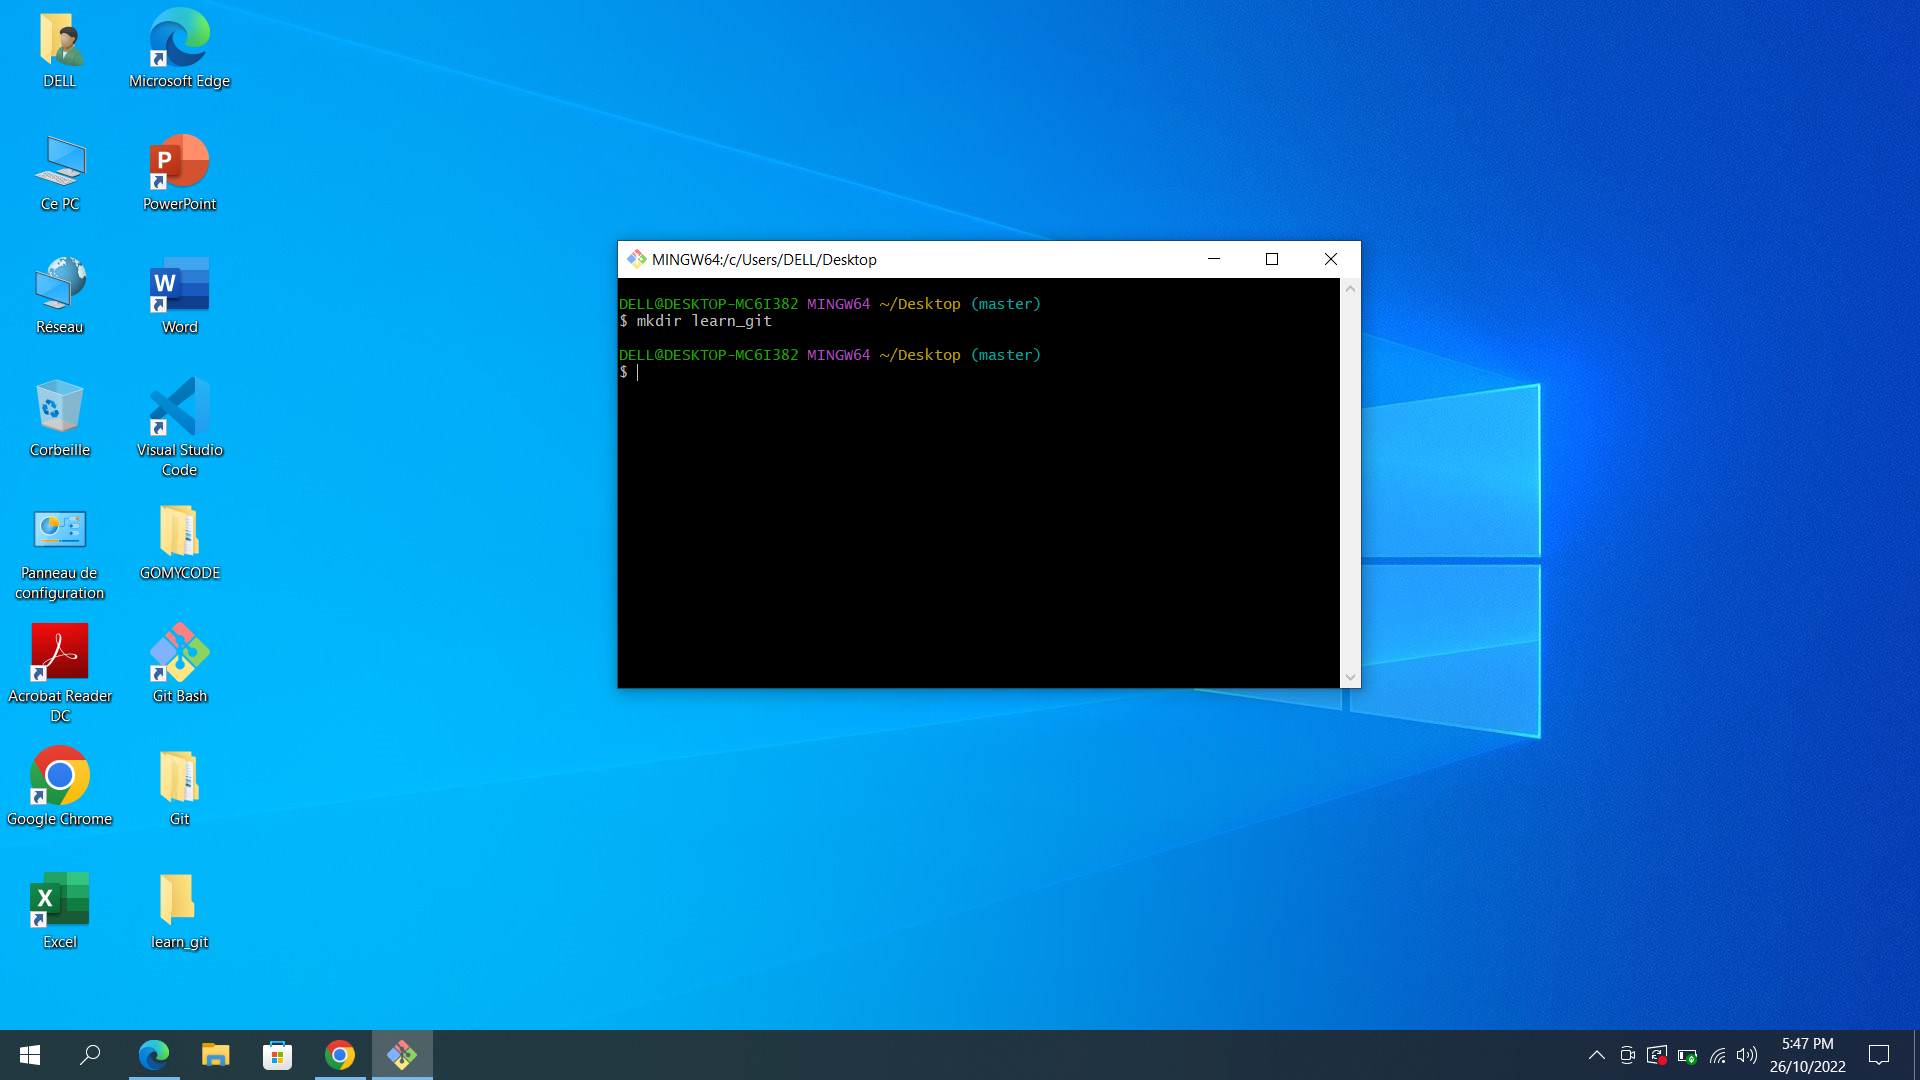 DELL
Microsoft Edge
Ce PC
PowerPoint
Réseau
Word
Corbeille
Visual Studio
Code
Panneau de
configuration
GOMYCODE
Acrobat Reader
DC
Git Bash
Google Chrome
Git
Excel
learn_git
MINGW64:/c/Users/DELL/Desktop
DELL@DESKTOP-MC6I382 MINGW64 ~/Desktop (master)
$ mkdir learn_git
DELL@DESKTOP-MC6I382 MINGW64 ~/Desktop (master)
$
5:47 PM
26/10/2022